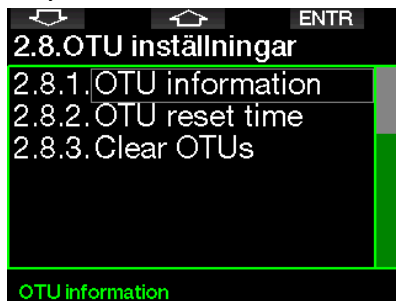 ENTR
2.8.OTU inställningar
2.8.1.OTU information
2.8.2.OTU reset time
2.8.3.Clear OTUs
OTU information